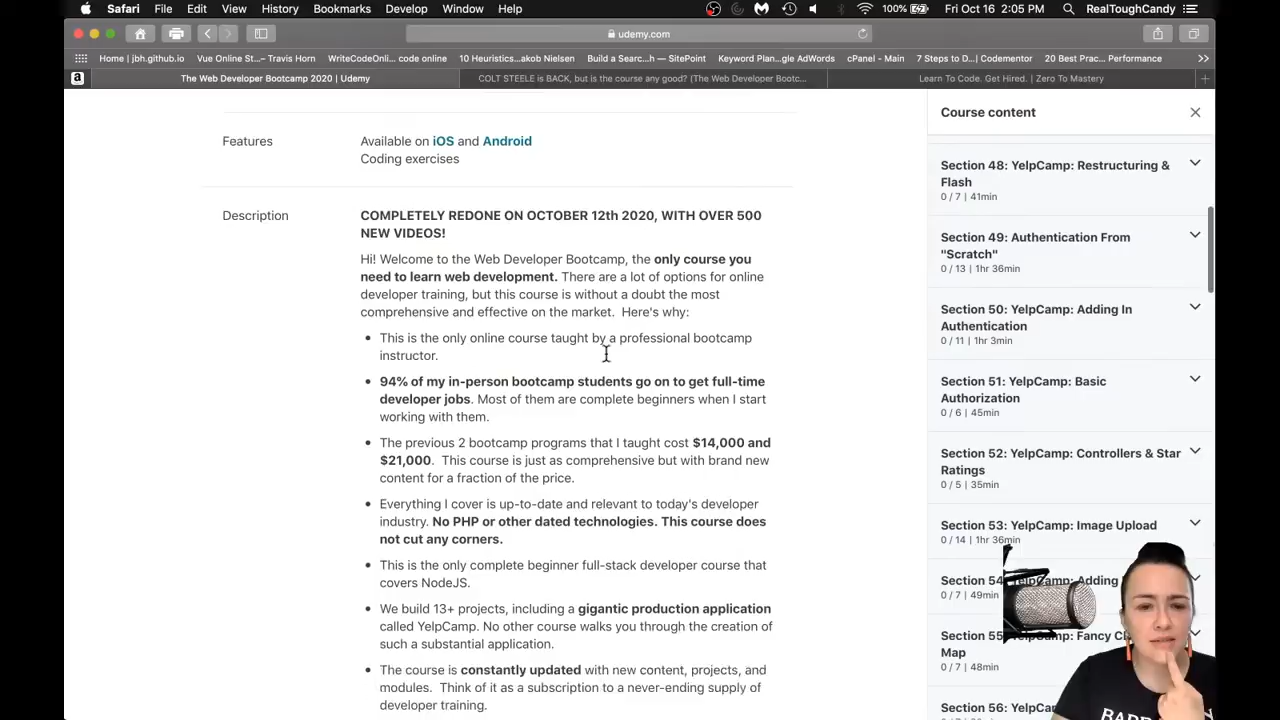 Safari File Edit View History Bookmarks Develop Window Help 100% Fri Oct 16 2:05 PM RealToughCandy
udemy.com
Home | jbh.github.io Vue Online St...– Travis Horn WriteCodeOnli... code online 10 Heuristics...akob Nielsen Build a Searc...h — SitePoint Keyword Plan...gle AdWords cPanel - Main 7 Steps to D...| Codementor 20 Best Prac... Performance
a The Web Developer Bootcamp 2020 | Udemy COLT STEELE is BACK, but is the course any good? (The Web Developer Bootc... Learn To Code. Get Hired. | Zero To Mastery
Features
Available on iOS and Android
Coding exercises
Description
COMPLETELY REDONE ON OCTOBER 12th 2020, WITH OVER 500
NEW VIDEOS!
Hi! Welcome to the Web Developer Bootcamp, the only course you
need to learn web development. There are a lot of options for online
developer training, but this course is without a doubt the most
comprehensive and effective on the market. Here's why:
• This is the only online course taught by a professional bootcamp
instructor.
• 94% of my in-person bootcamp students go on to get full-time
developer jobs. Most of them are complete beginners when I start
working with them.
• The previous 2 bootcamp programs that I taught cost $14,000 and
$21,000. This course is just as comprehensive but with brand new
content for a fraction of the price.
• Everything I cover is up-to-date and relevant to today's developer
industry. No PHP or other dated technologies. This course does
not cut any corners.
• This is the only complete beginner full-stack developer course that
covers NodeJS.
• We build 13+ projects, including a gigantic production application
called YelpCamp. No other course walks you through the creation of
such a substantial application.
• The course is constantly updated with new content, projects, and
modules. Think of it as a subscription to a never-ending supply of
developer training.
Course content
Section 48: YelpCamp: Restructuring &
Flash
0 / 7 | 41min
Section 49: Authentication From
"Scratch"
0 / 13 | 1hr 36min
Section 50: YelpCamp: Adding In
Authentication
0 / 11 | 1hr 3min
Section 51: YelpCamp: Basic
Authorization
0 / 6 | 45min
Section 52: YelpCamp: Controllers & Star
Ratings
0 / 5 | 35min
Section 53: YelpCamp: Image Upload
0 / 14 | 1hr 36min
Section 54: YelpCamp: Adding
0 / 7 | 49min
Section 55: YelpCamp: Fancy
Map
0 / 7 | 48min
Section 56: